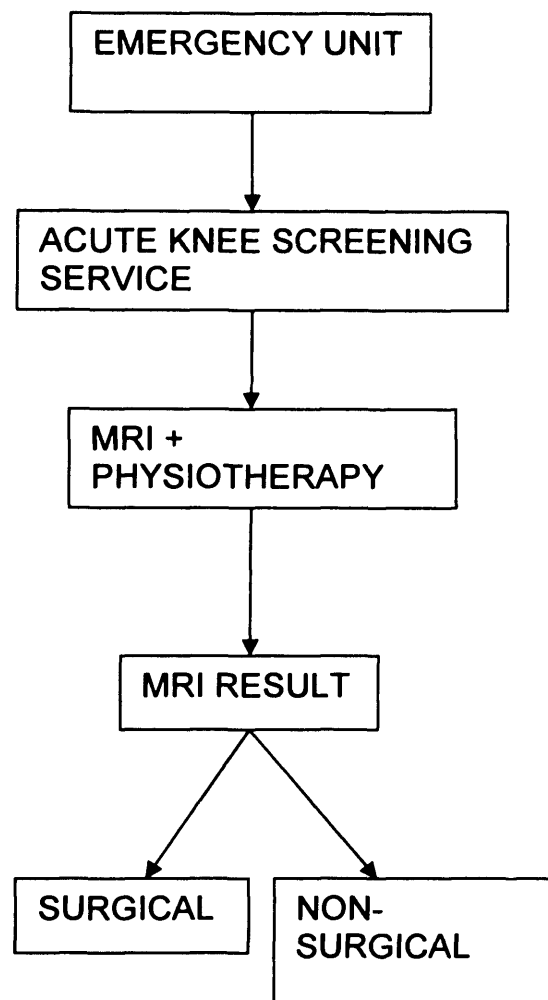 EMERGENCY UNIT
ACUTE KNEE SCREENING
SERVICE
MRI +
PHYSIOTHERAPY
MRI RESULT
SURGICAL
NON-
SURGICAL